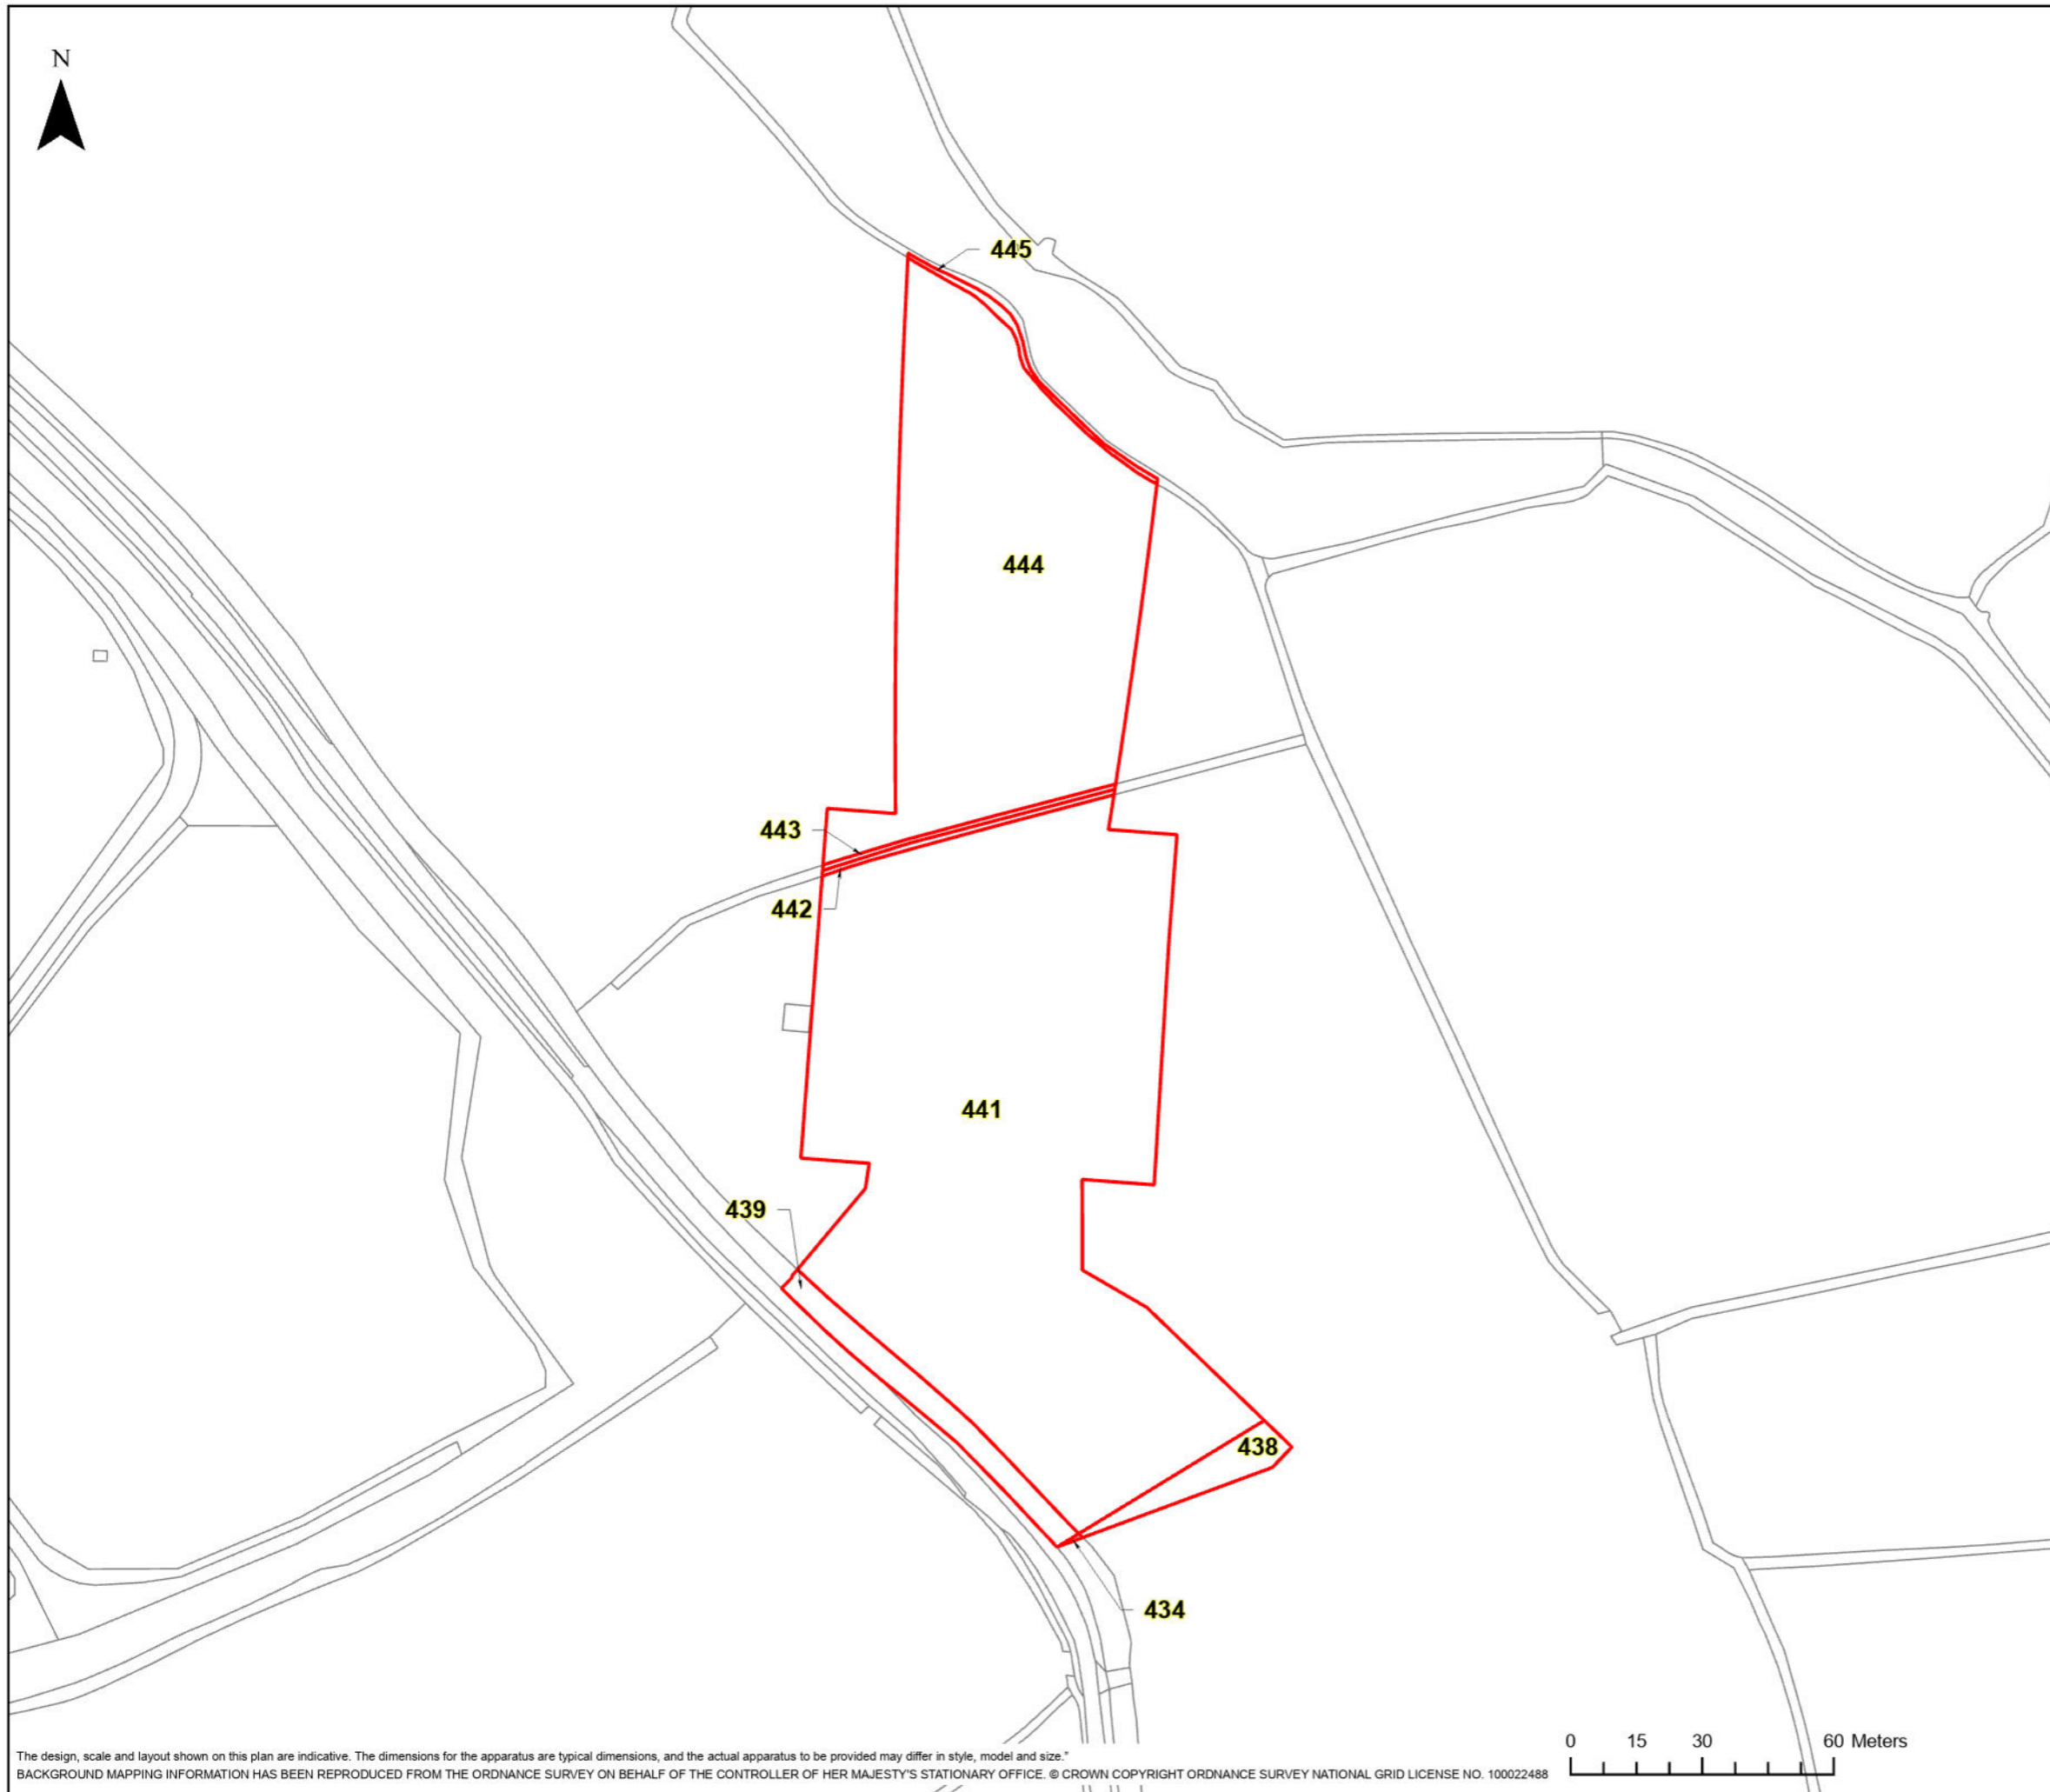 N
445
444
443
442
441
439
438
434
0 15 30 60 Meters
The design, scale and layout shown on this plan are indicative. The dimensions for the apparatus are typical dimensions, and the actual apparatus to be provided may differ in style, model and size."
BACKGROUND MAPPING INFORMATION HAS BEEN REPRODUCED FROM THE ORDNANCE SURVEY ON BEHALF OF THE CONTROLLER OF HER MAJESTY'S STATIONARY OFFICE. © CROWN COPYRIGHT ORDNANCE SURVEY NATIONAL GRID LICENSE NO. 100022488